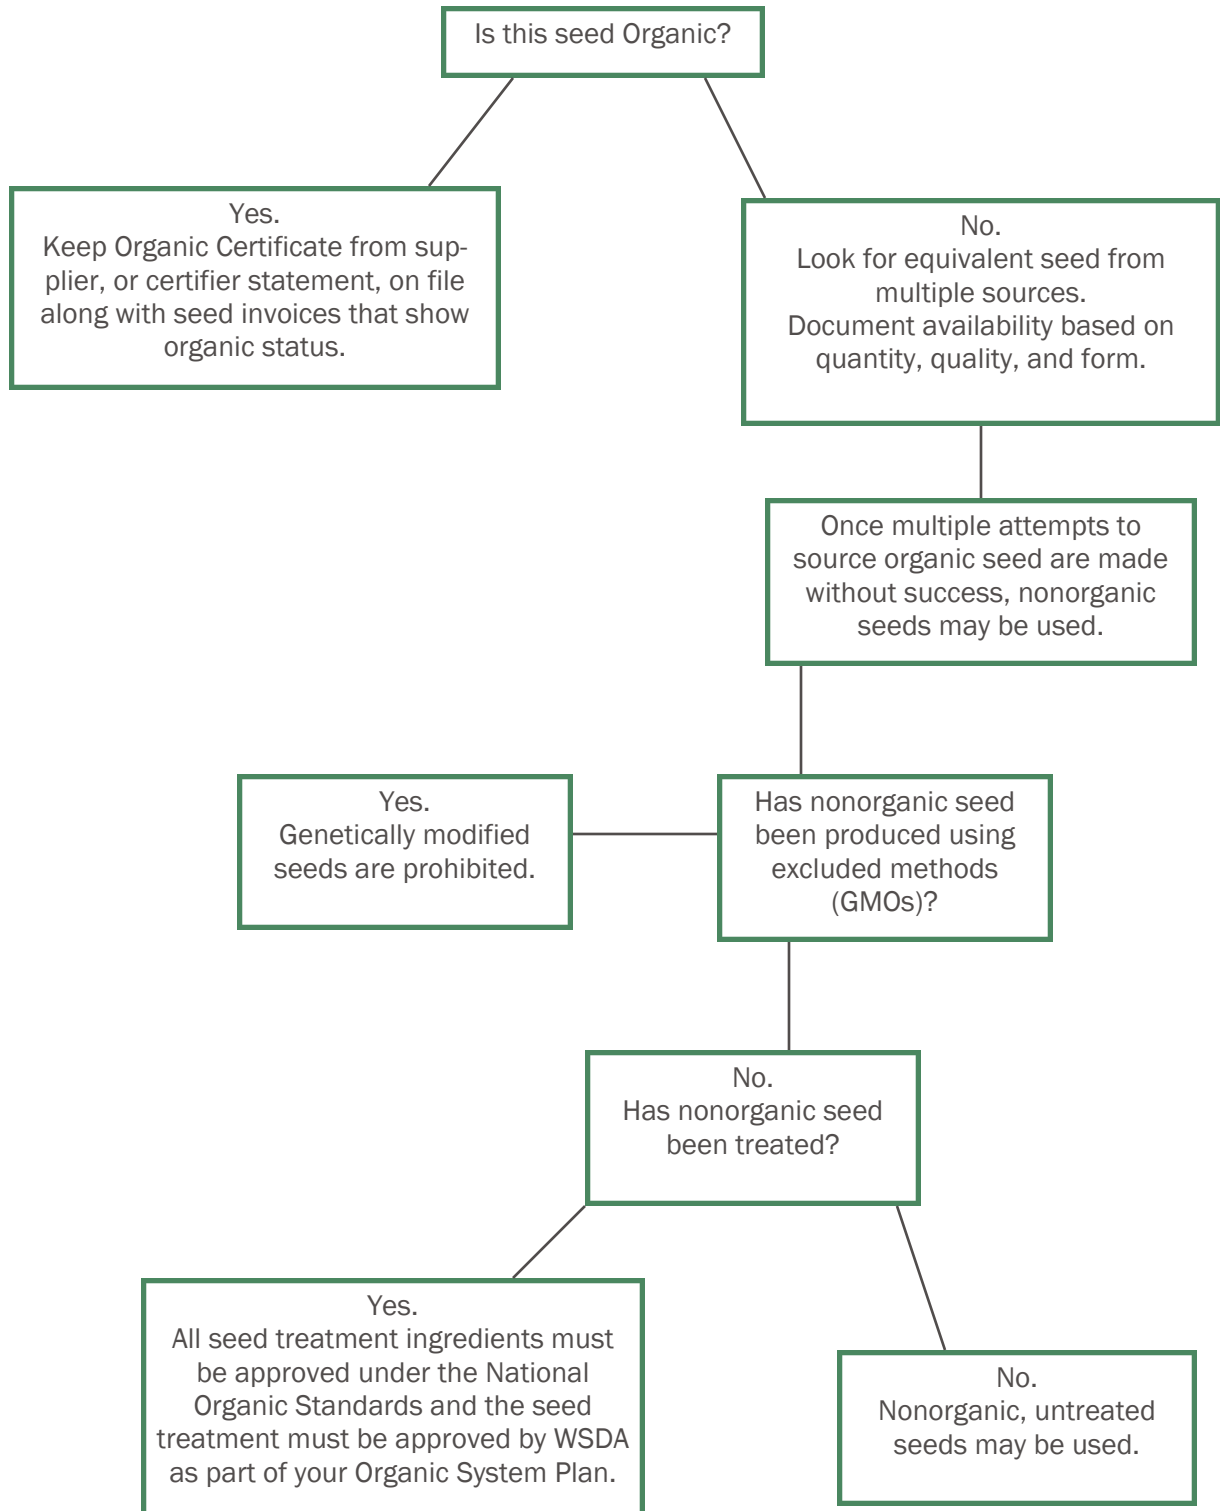 Is this seed Organic?
Yes.
Keep Organic Certificate from sup-
plier, or certifier statement, on file
along with seed invoices that show
organic status.
No.
Look for equivalent seed from
multiple sources.
Document availability based on
quantity, quality, and form.
Once multiple attempts to
source organic seed are made
without success, nonorganic
seeds may be used.
Yes.
Genetically modified
seeds are prohibited.
Has nonorganic seed
been produced using
excluded methods
(GMOs)?
No.
Has nonorganic seed
been treated?
Yes.
All seed treatment ingredients must
be approved under the National
Organic Standards and the seed
treatment must be approved by WSDA
as part of your Organic System Plan.
No.
Nonorganic, untreated
seeds may be used.